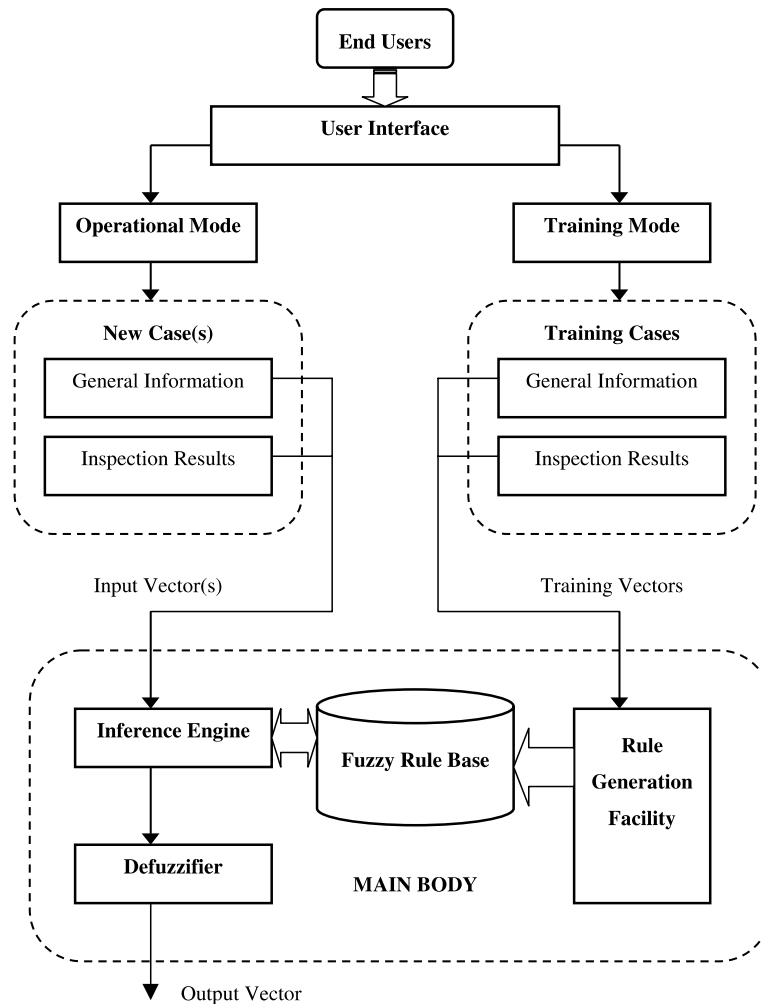 End Users
User Interface
Operational Mode
Training Mode
New Case(s)
Training Cases
General Information
General Information
Inspection Results
Inspection Results
Input Vector(s)
Training Vectors
Inference Engine
Fuzzy Rule Base
Rule
Generation
Facility
Defuzzifier
MAIN BODY
Output Vector